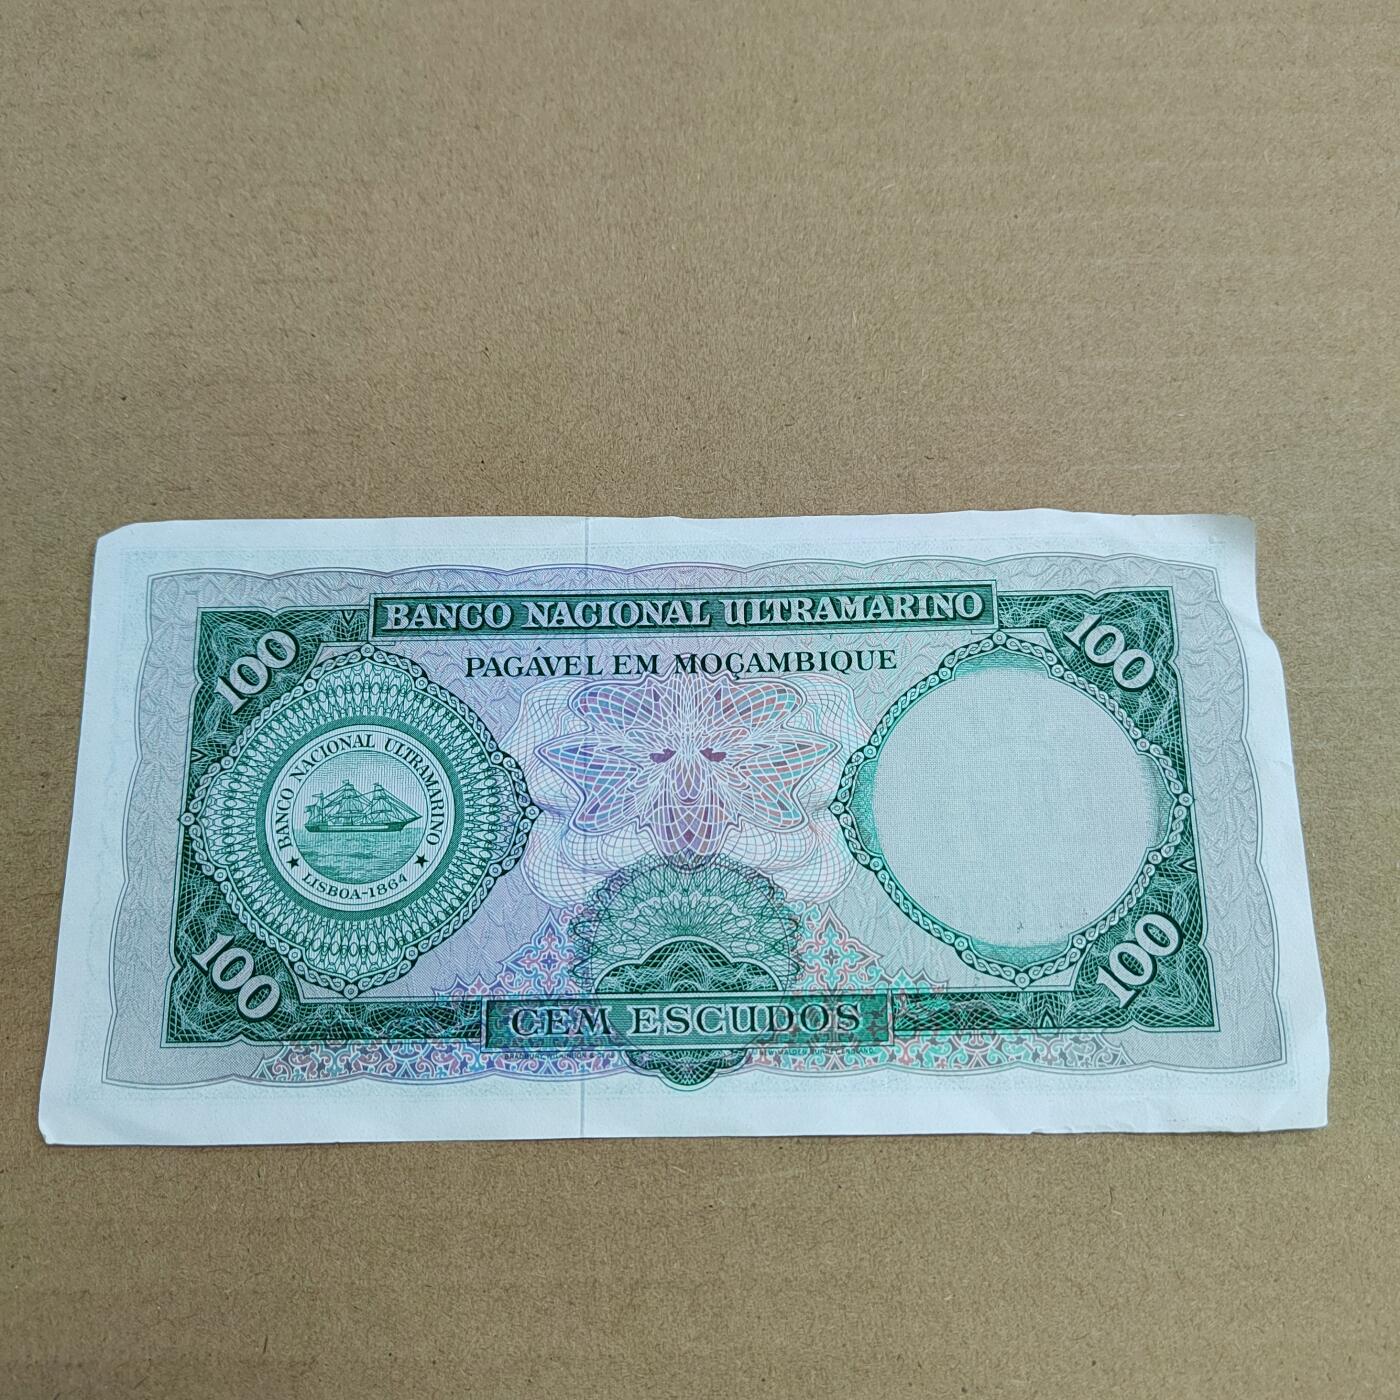 BANCO NACIONAL ULTRAMARINO
PAGÁVEL EM MOÇAMBIQUE
100
100
BANCO NACIONAL ULTRAMARINO
LISBOA-1864
100
100
CEM ESCUDOS